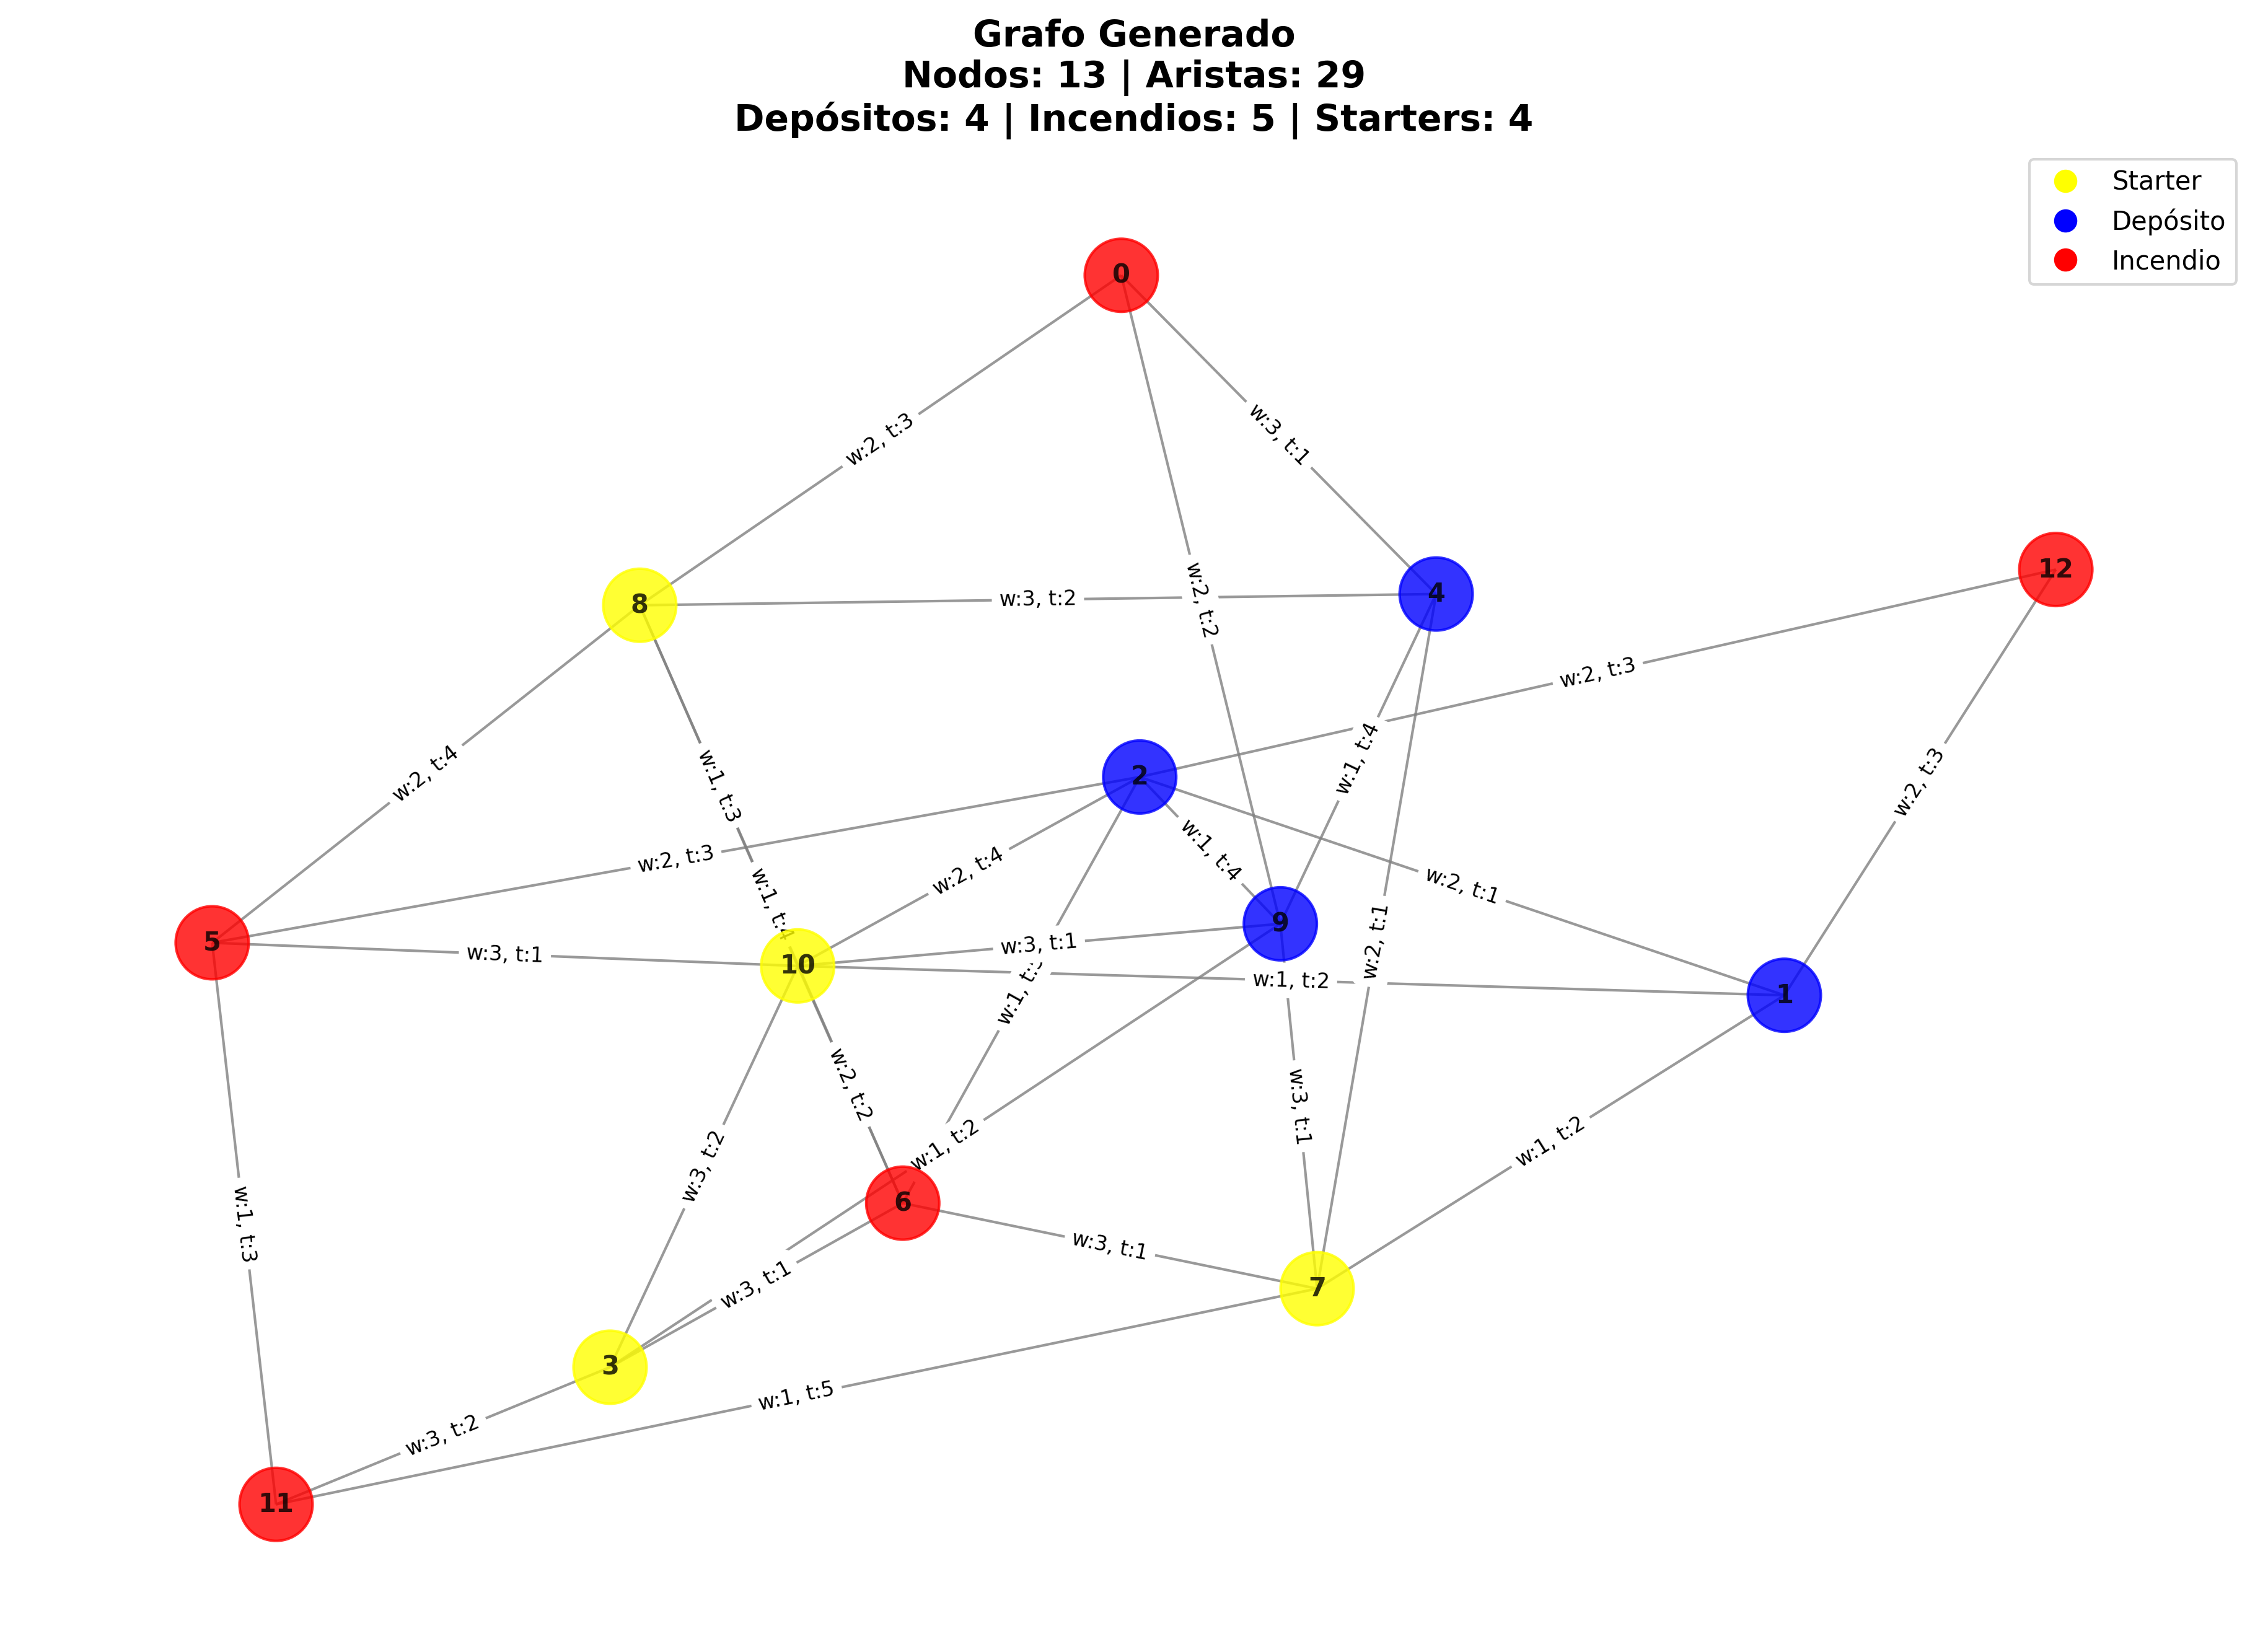 Grafo Generado
Nodos: 13 | Aristas: 29
Depósitos: 4 | Incendios: 5 | Starters: 4
Starter
Depósito
Incendio
0
w:2, t:3
w:3, t:1
w:2, t:2
12
4
8
w:3, t:2
w:2, t:3
w:1, t:4
2
w:2, t:4
w:1, t:3
w:2, t:3
w:1, t:4
w:2, t:3
w:2, t:4
w:2, t:1
w:1, t:4
9
5
w:3, t:1
10
w:3, t:1
w:2, t:1
w:1, t:2
1
w:1,
w:2, t:2
w:3, t:1
w:1, t:2
w:3, t:2
w:1, t:2
6
w:1, t:3
w:3, t:1
w:3, t:1
7
3
w:1, t:5
w:3, t:2
11